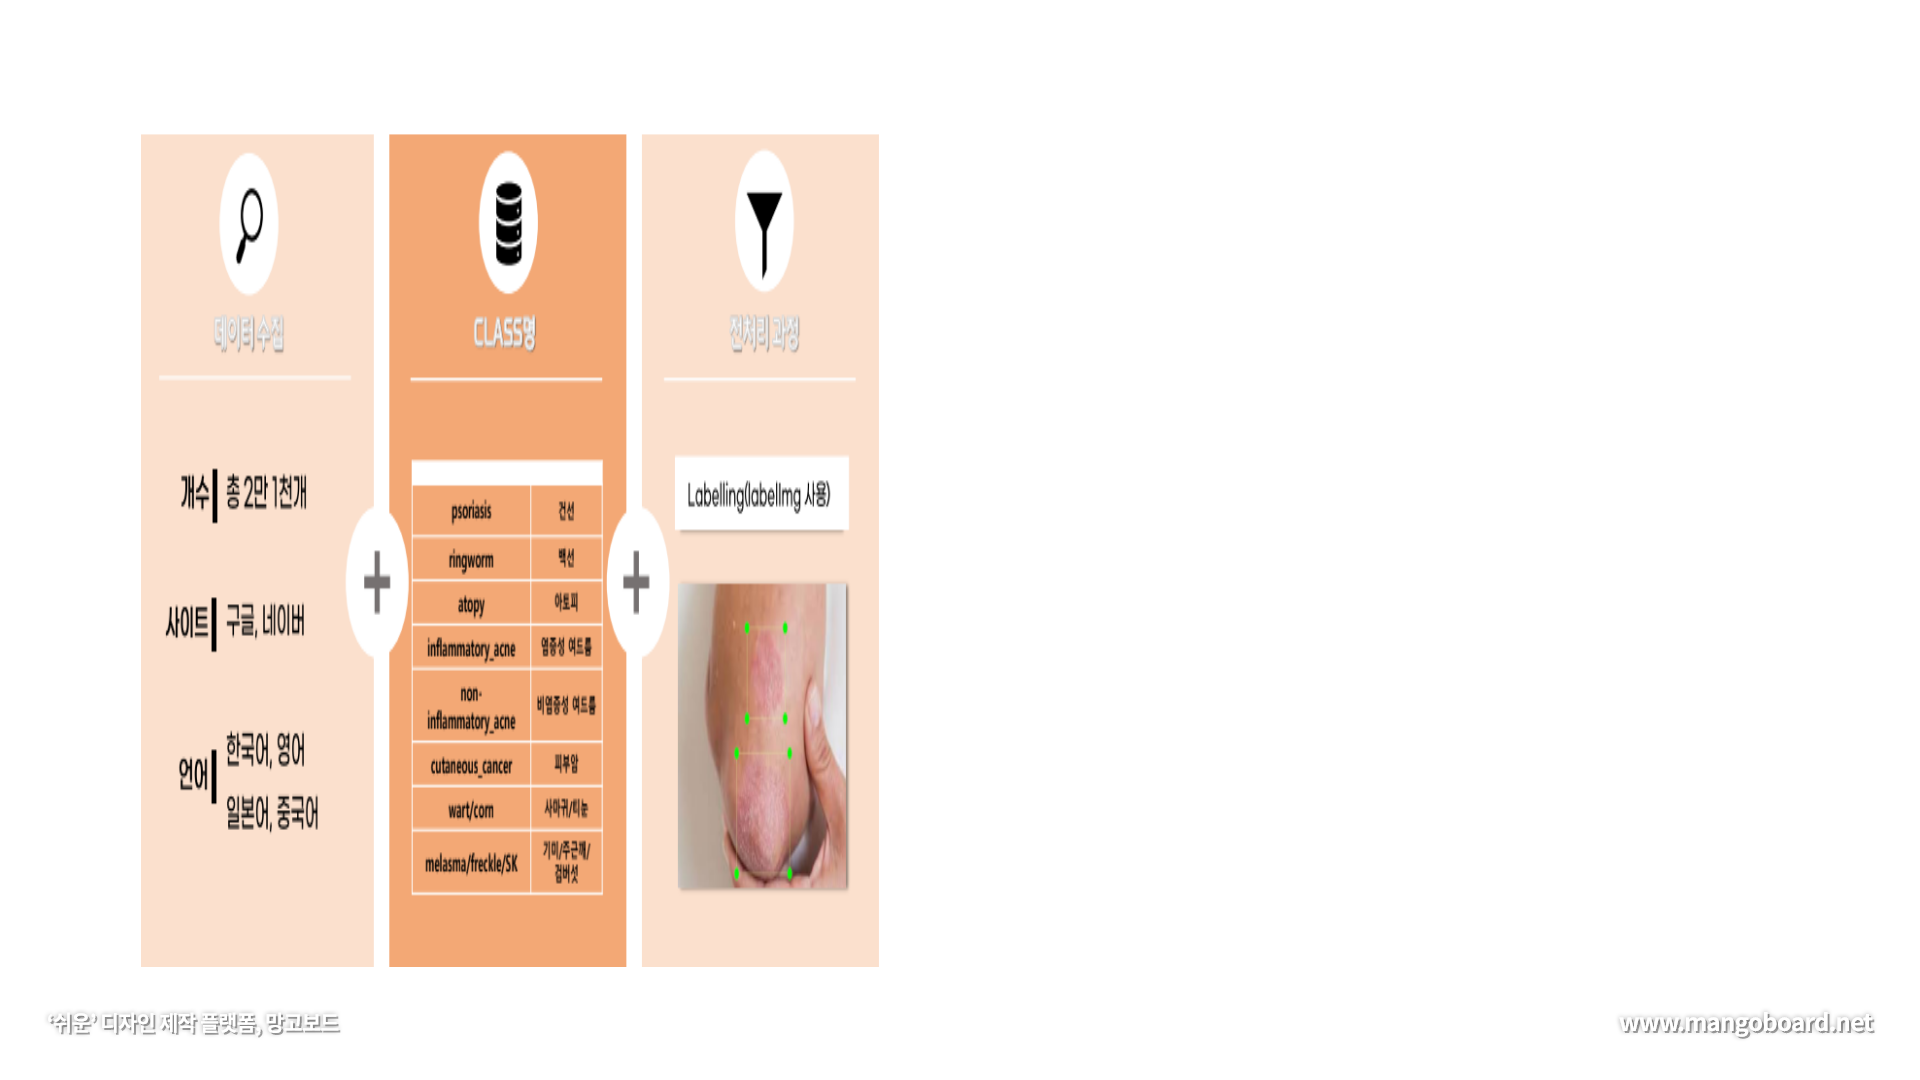 데이터 수집
개수 총 2만 1천개
사이트 구글, 네이버
언어 한국어, 영어
일본어, 중국어
CLASS명
psoriasis 건선
ringworm 백선
atopy 아토피
inflammatory_acne 염증성 여드름
non-
inflammatory_acne 비염증성 여드름
cutaneous_cancer 피부암
wart/corn 사마귀/티눈
melasma/freckle/SK 기미/주근깨/
검버섯
전처리 과정
Labelling(labelImg 사용)
'쉬운' 디자인 제작 플랫폼, 망고보드
www.mangoboard.net